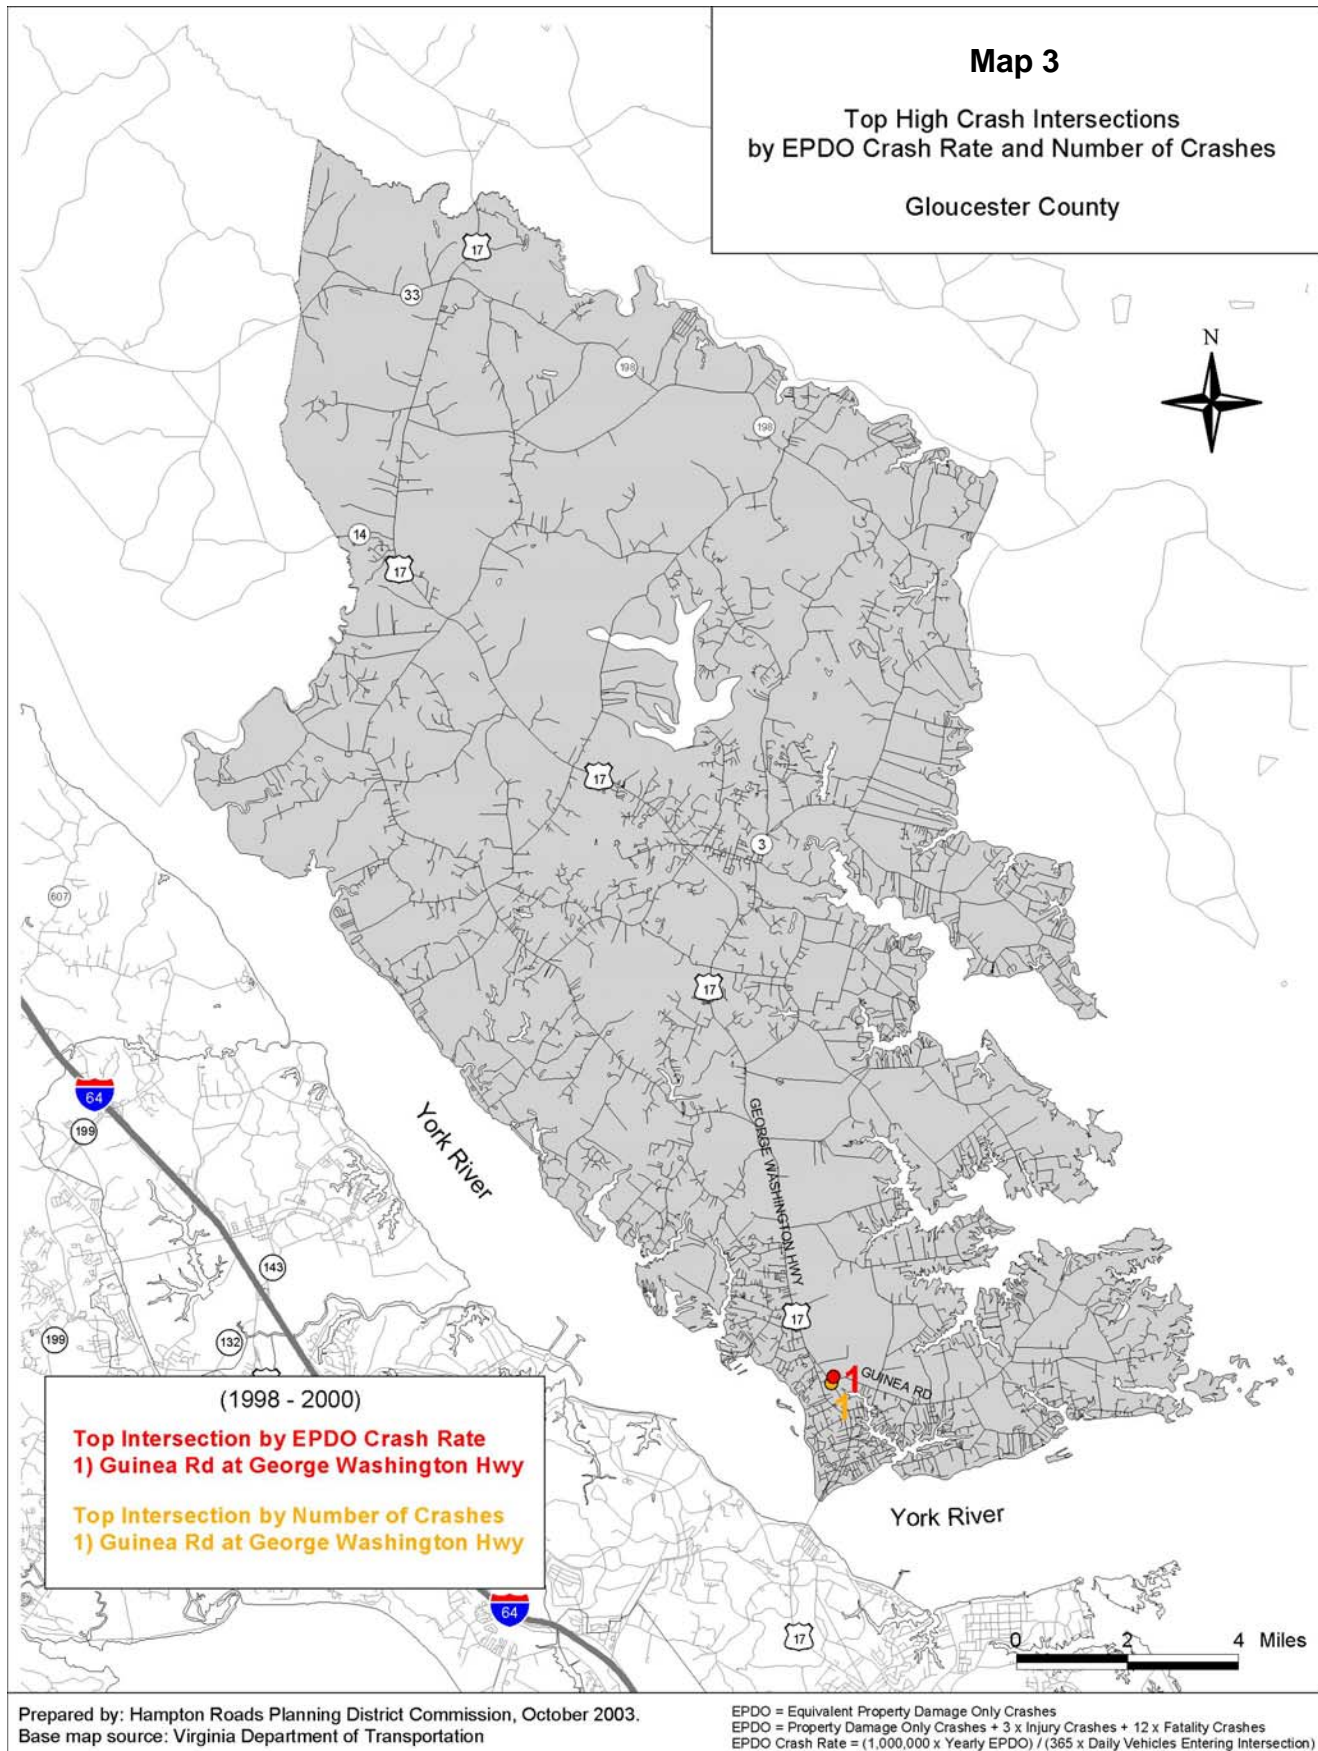 Map 3
Top High Crash Intersections
by EPDO Crash Rate and Number of Crashes
Gloucester County
N
17
33
198
198
14
17
17
3
607
17
64
199
York River
GEORGE WASHINGTON HWY
143
199
132
17
1
GUINEA RD
1
(1998 - 2000)
Top Intersection by EPDO Crash Rate
1) Guinea Rd at George Washington Hwy
Top Intersection by Number of Crashes
1) Guinea Rd at George Washington Hwy
York River
64
17
0 2 4 Miles
Prepared by: Hampton Roads Planning District Commission, October 2003.
Base map source: Virginia Department of Transportation
EPDO = Equivalent Property Damage Only Crashes
EPDO = Property Damage Only Crashes + 3 x Injury Crashes + 12 x Fatality Crashes
EPDO Crash Rate = (1,000,000 x Yearly EPDO) / (365 x Daily Vehicles Entering Intersection)